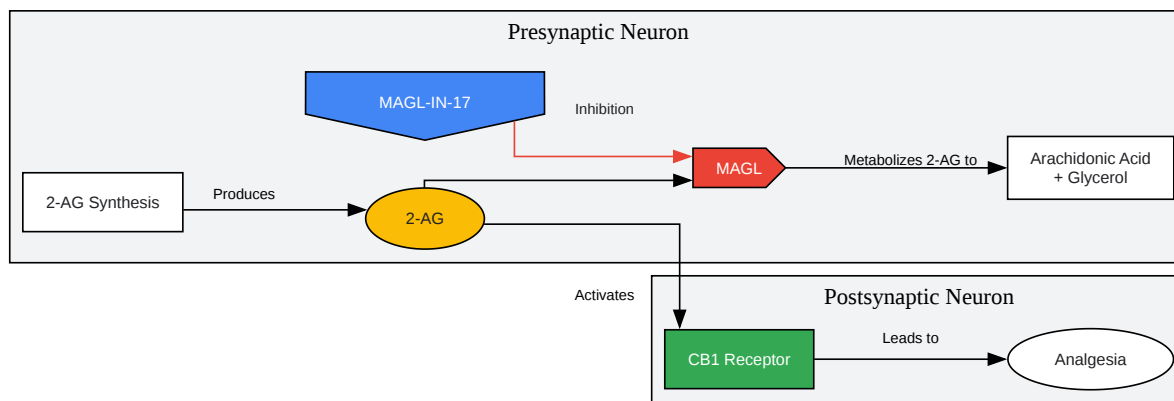 Presynaptic Neuron
MAGL-IN-17
Inhibition
MAGL
Metabolizes 2-AG to
Arachidonic Acid
+ Glycerol
2-AG Synthesis
Produces
2-AG
Activates
Postsynaptic Neuron
CB1 Receptor
Leads to
Analgesia